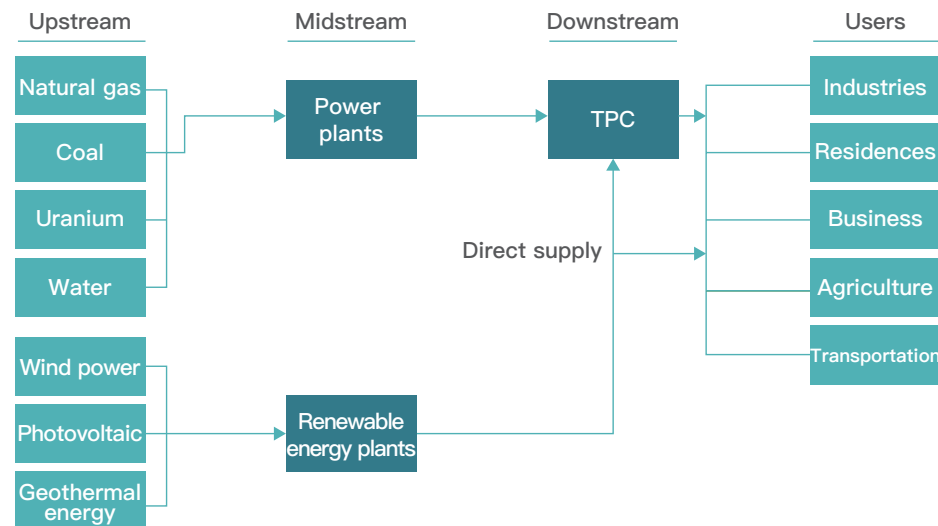 Upstream
Midstream
Downstream
Users
Natural gas
Coal
Uranium
Water
Wind power
Photovoltaic
Geothermal
energy
Power
plants
Renewable
energy plants
TPC
Direct supply
Industries
Residences
Business
Agriculture
Transportation